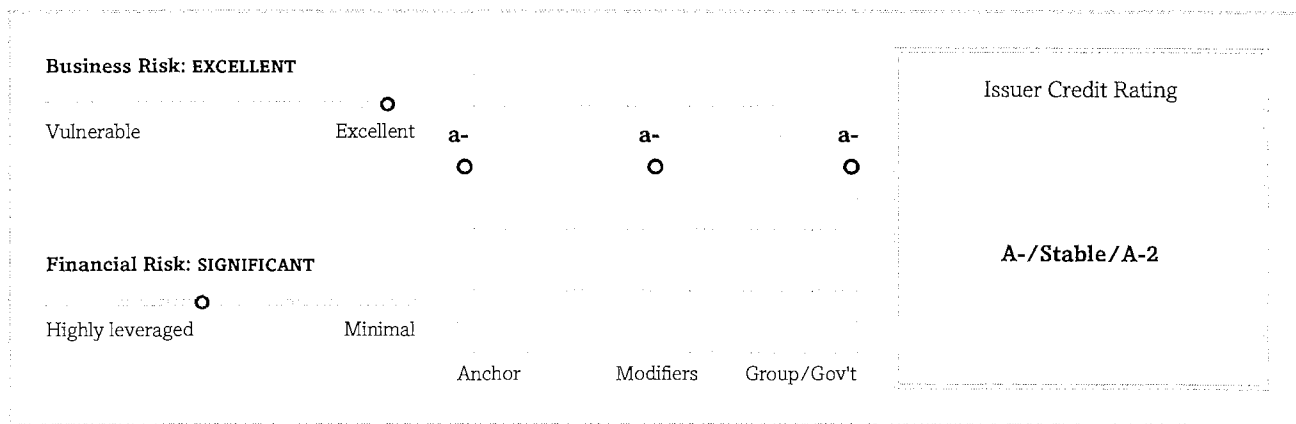 Business Risk: EXCELLENT
Vulnerable Excellent
a- a- a-
Financial Risk: SIGNIFICANT
Highly leveraged Minimal
Anchor Modifiers Group/Gov't
Issuer Credit Rating
A-/Stable/A-2